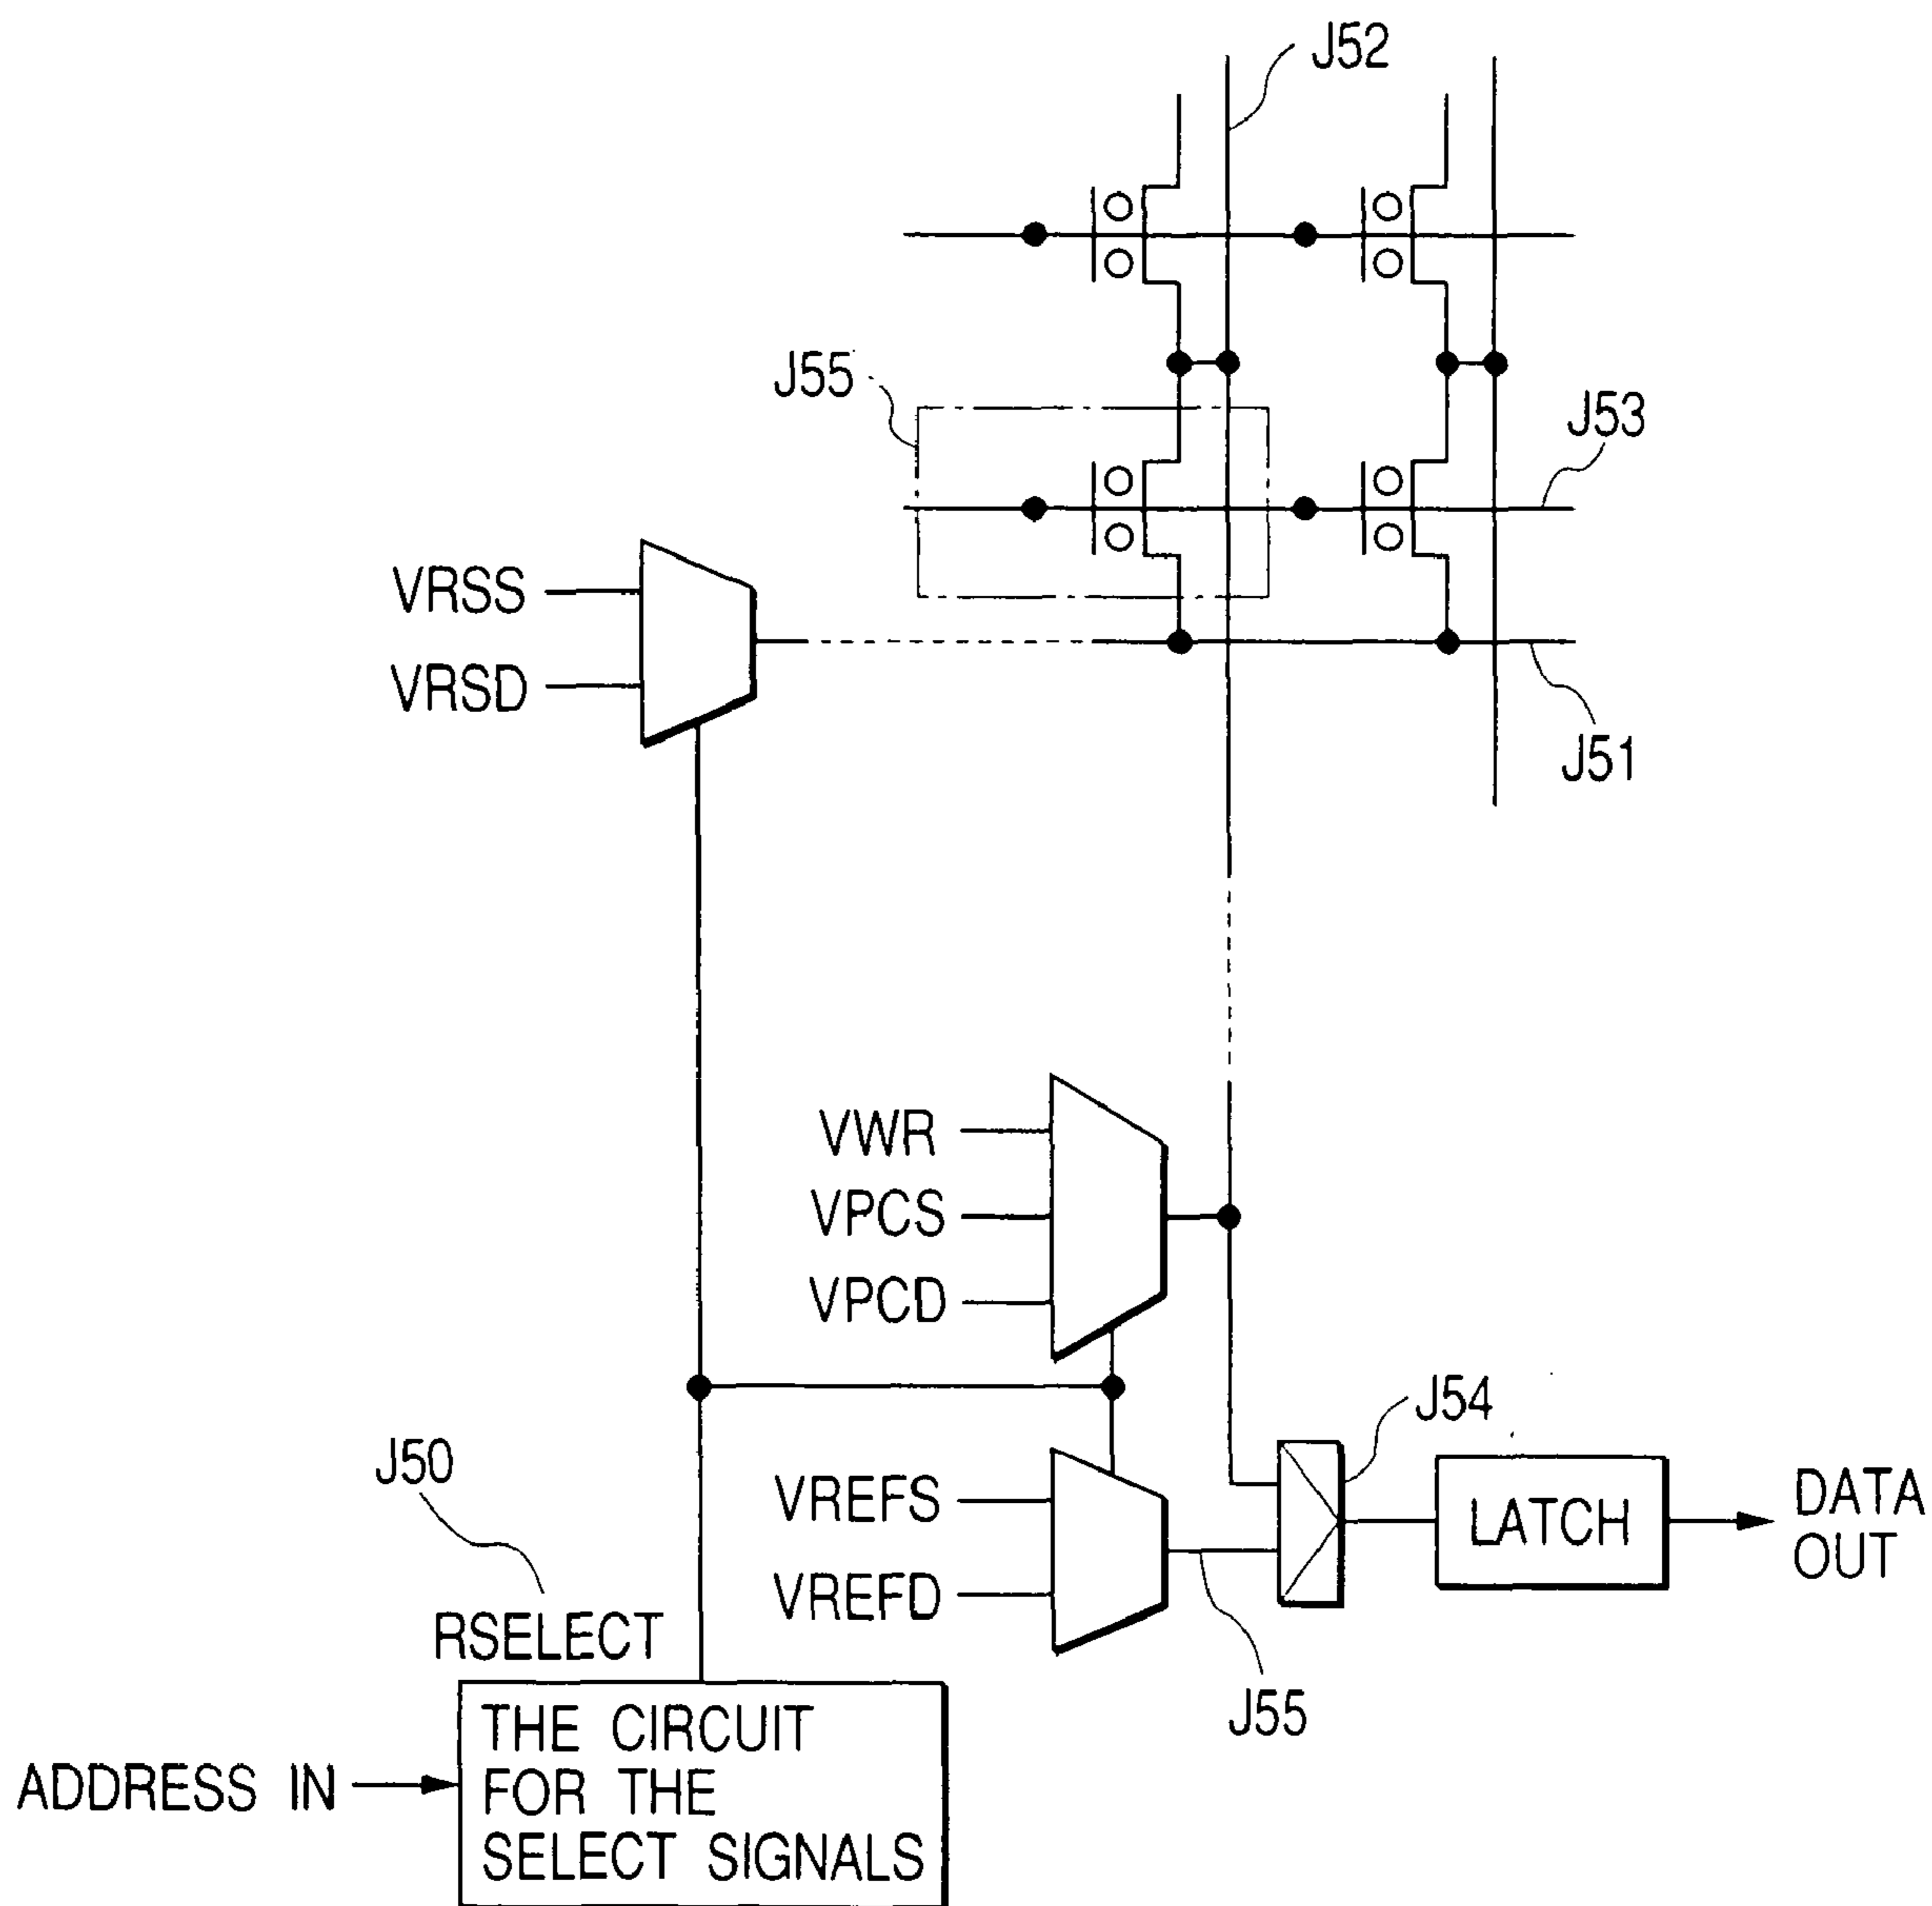 J52
J55
J53
VRSS
VRSD
J51
VWR
VPCS
VPCD
J54
J50
VREFS
VREFD
LATCH
DATA
OUT
RSELECT
J55
THE CIRCUIT
FOR THE
SELECT SIGNALS
ADDRESS IN